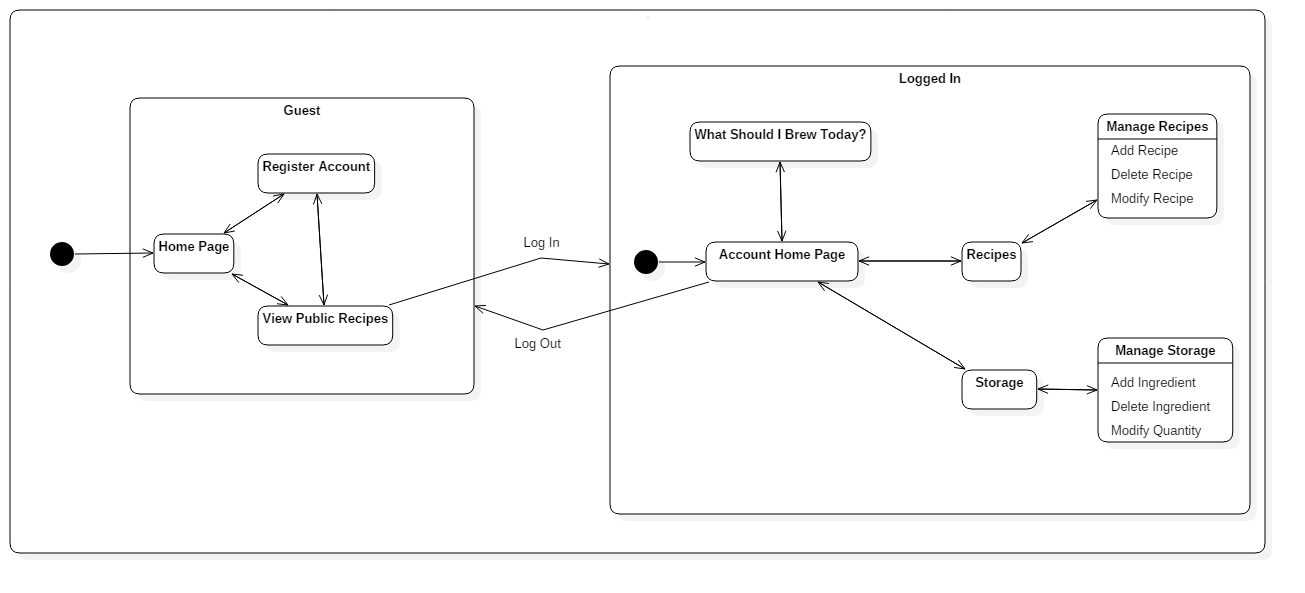 Guest
Register Account
Home Page
View Public Recipes
Log In
Log Out
Logged In
What Should I Brew Today?
Account Home Page
Recipes
Manage Recipes
Add Recipe
Delete Recipe
Modify Recipe
Storage
Manage Storage
Add Ingredient
Delete Ingredient
Modify Quantity